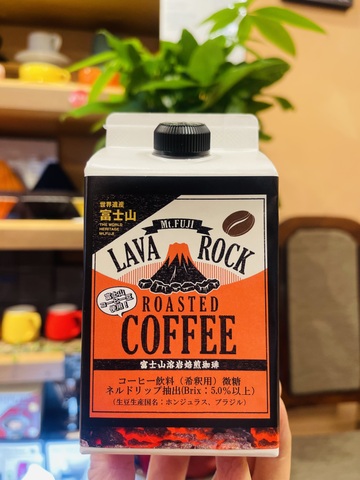 世界遺産
富士山
THE WORLD
HERITAGE
Mt.FUJI
Mt.FUJI
LAVA ROCK
ROASTED
COFFEE
富士山溶岩焙煎珈琲
コーヒー飲料(希釈用)微糖
ネルドリップ抽出(Brix:5.0%以上)
(生豆生産国名:ホンジュラス、ブラジル)